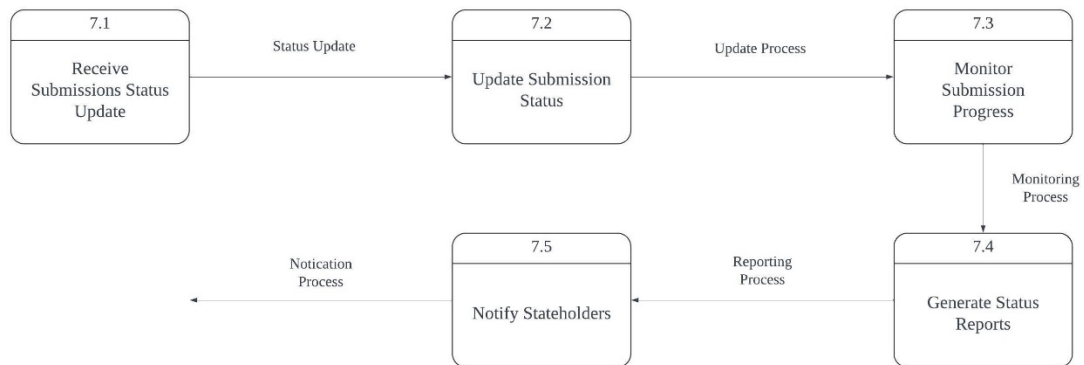 7.1
Receive
Submissions Status
Update
Status Update
7.2
Update Submission
Status
Update Process
7.3
Monitor
Submission
Progress
Monitoring
Process
7.4
Generate Status
Reports
Reporting
Process
7.5
Notify Stateholders
Notication
Process